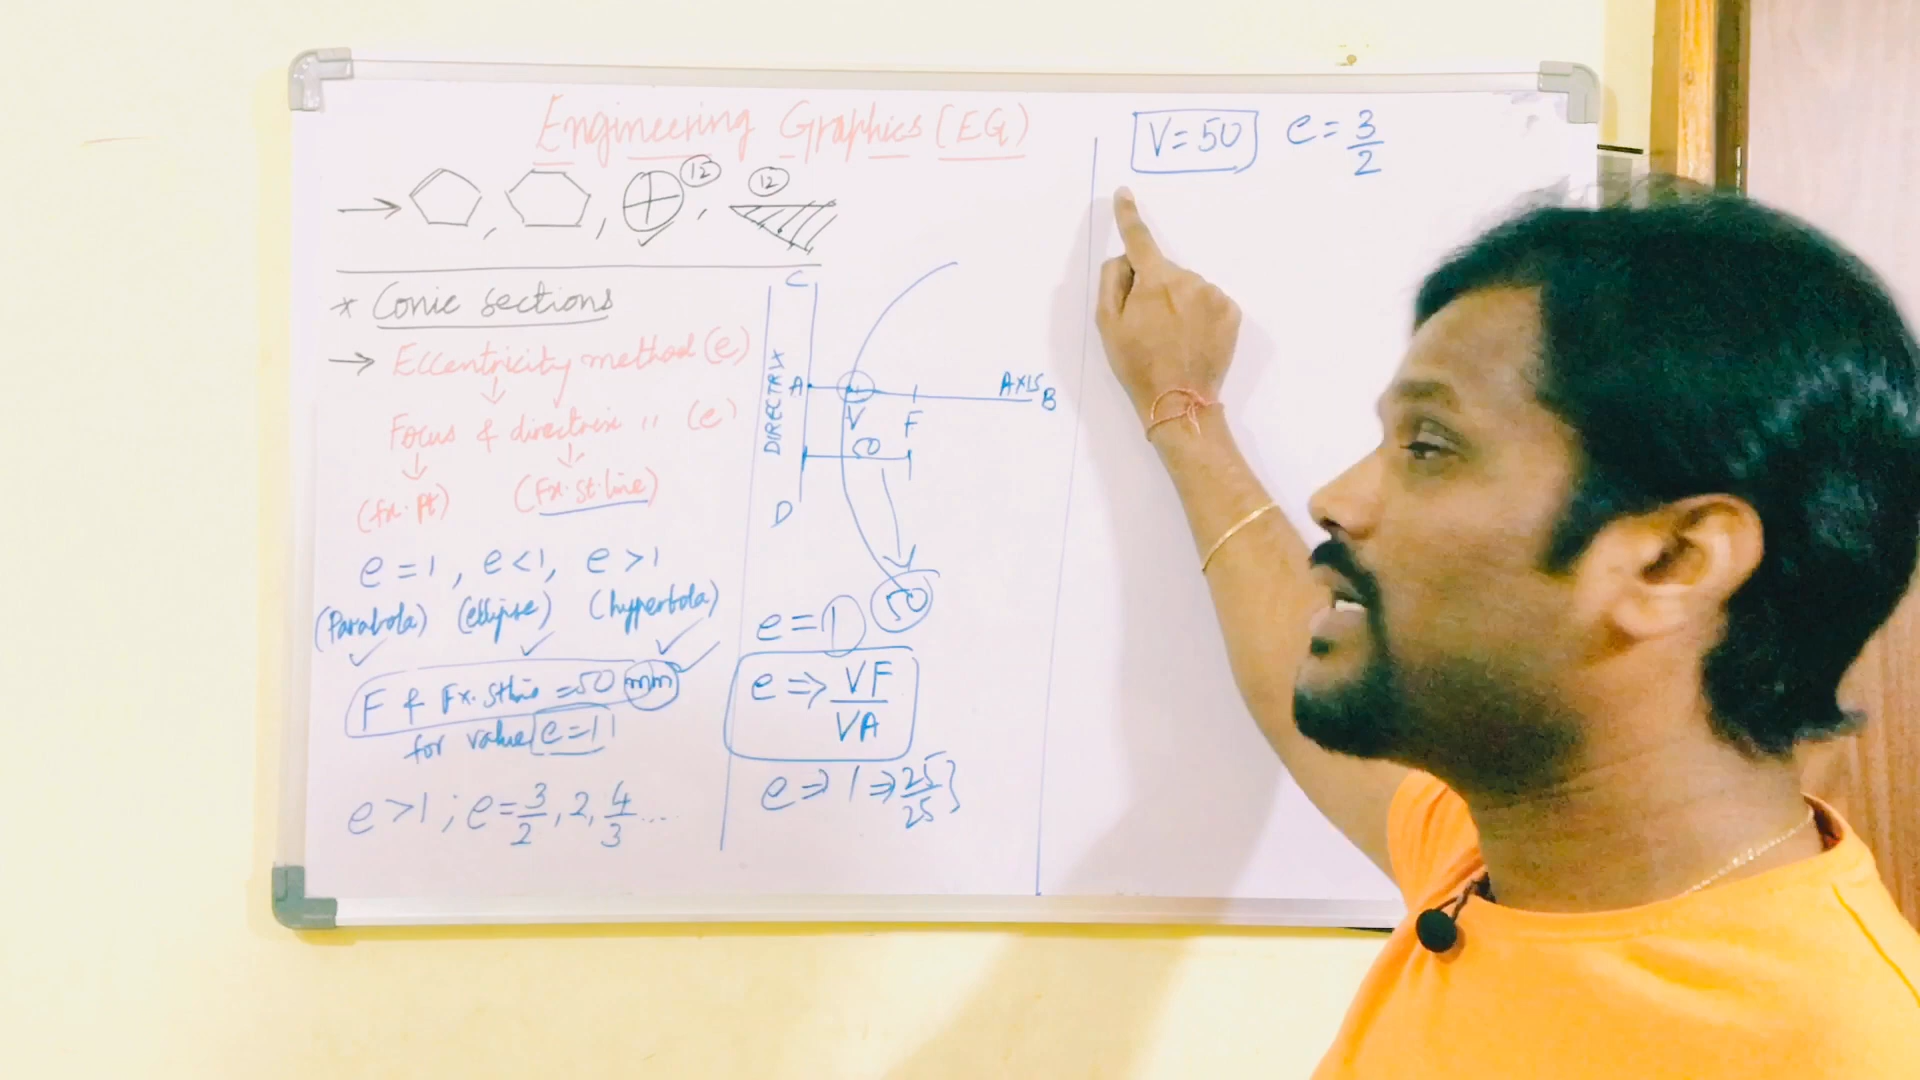 Engineering Graphics (EG)
12
12
* Conic sections
→ Eccentricity method (e)
Focus & directrix '' (e)
(fx. pt) (Fx. st. line)
e = 1, e < 1, e > 1
(Parabola) (ellipse) (hyperbola)
F & Fx. St line = 50 mm
for value e = 1
e > 1 ; e = 3/2, 2, 4/3 ...
C
DIRECTRIX
A
V
F
AXIS B
50
D
50
e = 1
e ⇒ VF/VA
e ⇒ 1 ⇒ 25/25 }
V = 50 e = 3/2